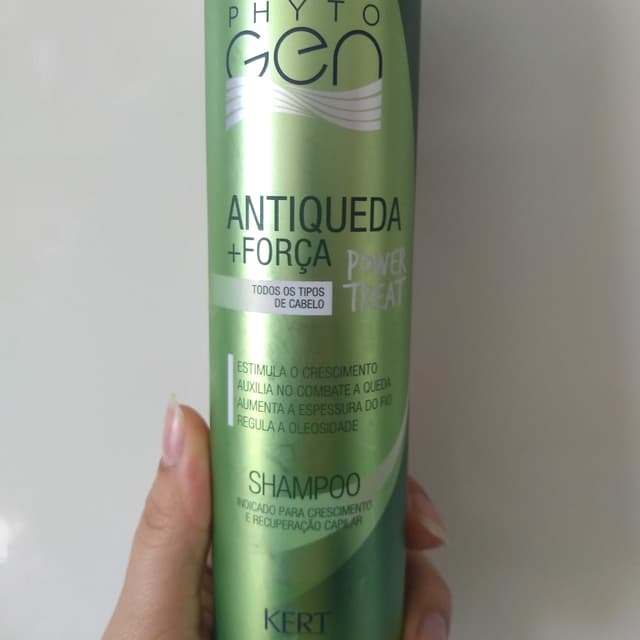 PHYTO
Gen
ANTIQUEDA
+FORÇA
POWER
TREAT
TODOS OS TIPOS
DE CABELO
ESTIMULA O CRESCIMENTO
AUXILIA NO COMBATE A QUEDA
AUMENTA A ESPESSURA DO FIO
REGULA A OLEOSIDADE
SHAMPOO
INDICADO PARA CRESCIMENTO
E RECUPERAÇÃO CAPILAR
KERT